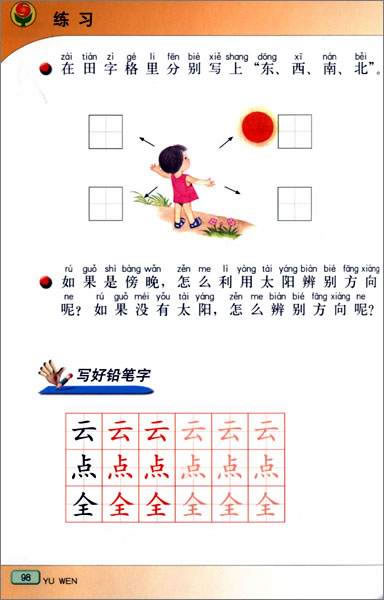 练习
zài tián zì gé lǐ fēn bié xiě shang dōng xī nán běi
在田字格里分别写上“东、西、南、北”。
rú guǒ shì bàng wǎn zěn me lì yòng tài yáng biàn bié fāng xiàng
如果是傍晚，怎么利用太阳辨别方向
ne rú guǒ méi yǒu tài yáng zěn me biàn bié fāng xiàng ne
呢？如果没有太阳，怎么辨别方向呢？
写好铅笔字
云云云云云云
点点点点点点
全全全全全全
98 YU WEN